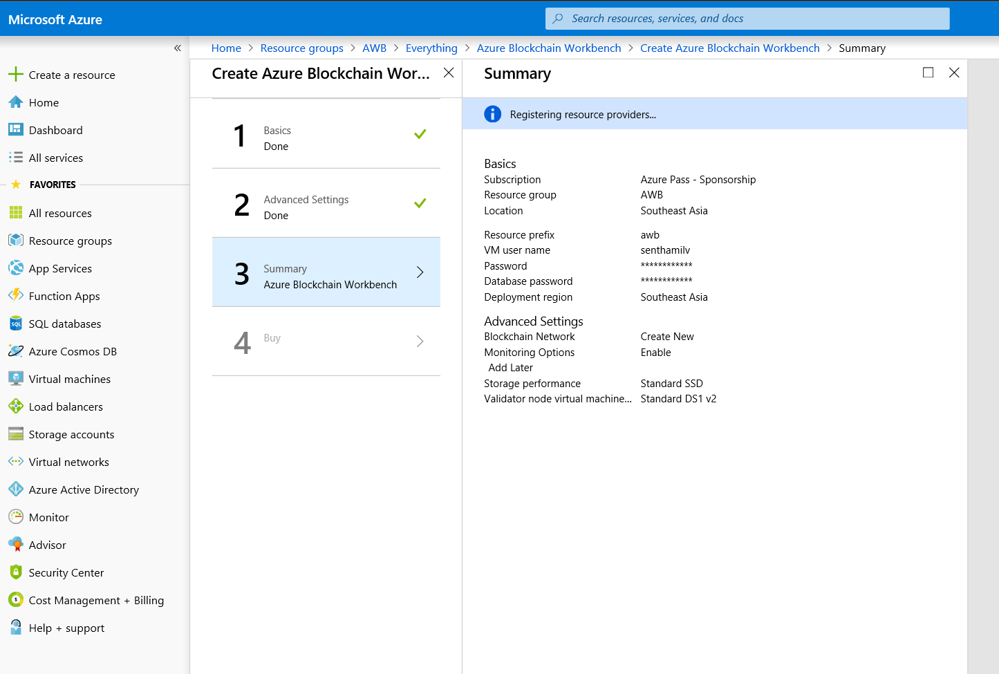 Microsoft Azure
Search resources, services, and docs
«
Home > Resource groups > AWB > Everything > Azure Blockchain Workbench > Create Azure Blockchain Workbench > Summary
Create a resource
Home
Dashboard
All services
FAVORITES
All resources
Resource groups
App Services
Function Apps
SQL databases
Azure Cosmos DB
Virtual machines
Load balancers
Storage accounts
Virtual networks
Azure Active Directory
Monitor
Advisor
Security Center
Cost Management + Billing
Help + support
Create Azure Blockchain Wor...
1 Basics
Done
2 Advanced Settings
Done
3 Summary
Azure Blockchain Workbench
4 Buy
Summary
Registering resource providers...
Basics
Subscription Azure Pass - Sponsorship
Resource group AWB
Location Southeast Asia
Resource prefix awb
VM user name senthamilv
Password ************
Database password ************
Deployment region Southeast Asia
Advanced Settings
Blockchain Network Create New
Monitoring Options Enable
Add Later
Storage performance Standard SSD
Validator node virtual machine... Standard DS1 v2